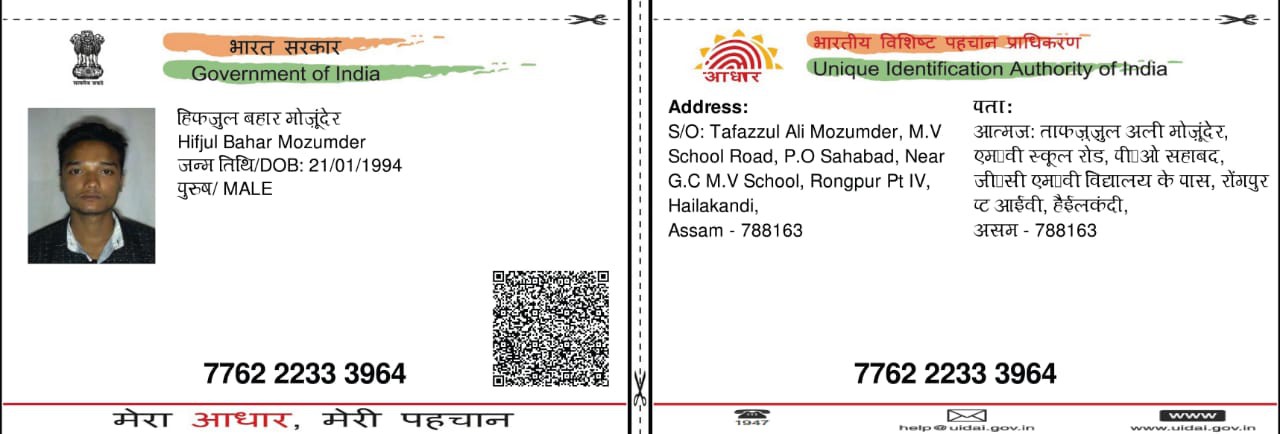 भारत सरकार
Government of India
हिफजुल बहार मोज़ूंदेर
Hifjul Bahar Mozumder
जन्म तिथि/DOB: 21/01/1994
पुरुष/ MALE
7762 2233 3964
मेरा आधार, मेरी पहचान
भारतीय विशिष्ट पहचान प्राधिकरण
Unique Identification Authority of India
आधार
Address:
S/O: Tafazzul Ali Mozumder, M.V
School Road, P.O Sahabad, Near
G.C M.V School, Rongpur Pt IV,
Hailakandi,
Assam - 788163
पता:
आत्मज: ताफज़्ज़ुल अली मोज़ूंदेर,
एम▯वी स्कूल रोड, पी▯ओ सहाबद,
जी▯सी एम▯वी विद्यालय के पास, रोंगपुर
प्ट आईवी, हैईलकंदी,
असम - 788163
7762 2233 3964
1947
help@uidai.gov.in
www
www.uidai.gov.in